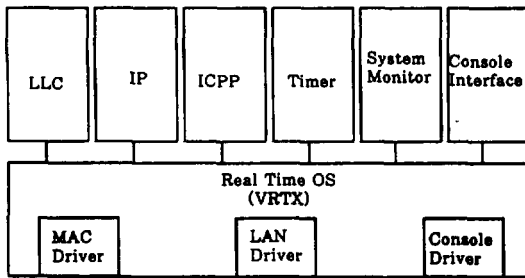 LLC
IP
ICPP
Timer
System
Monitor
Console
Interface
Real Time OS
(VRTX)
MAC
Driver
LAN
Driver
Console
Driver